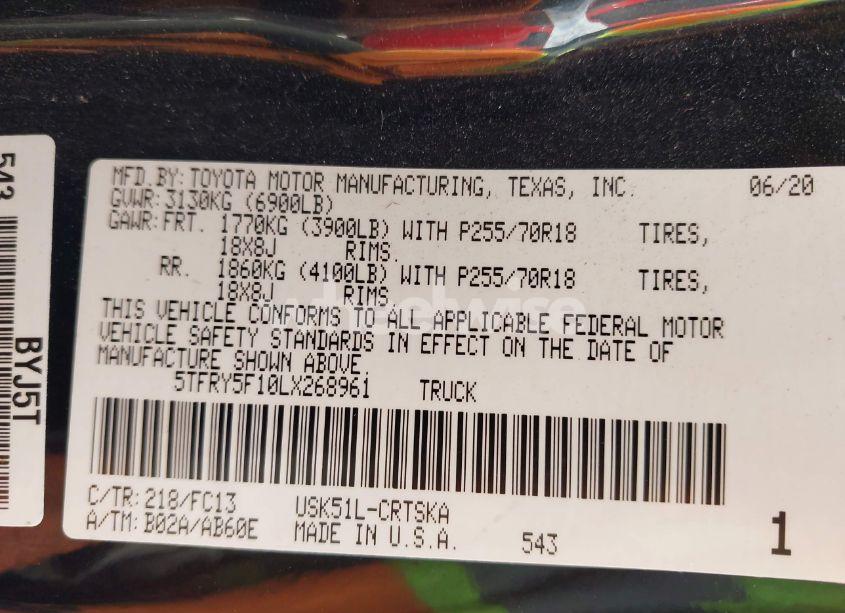 MFD.BY: TOYOTA MOTOR MANUFACTURING, TEXAS, INC. 06/20
GVWR: 3130KG (6900LB)
GAWR: FRT. 1770KG (3900LB) WITH P255/70R18 TIRES,
18X8J RIMS.
RR. 1860KG (4100LB) WITH P255/70R18 TIRES,
18X8J RIMS.
THIS VEHICLE CONFORMS TO ALL APPLICABLE FEDERAL MOTOR
VEHICLE SAFETY STANDARDS IN EFFECT ON THE DATE OF
MANUFACTURE SHOWN ABOVE.
5TFRY5F10LX268961 TRUCK
C/TR: 218/FC13 USK51L-CRTSKA
A/TM: B02A/AB60E MADE IN U.S.A. 543 1
543
BYJ5T
wheelwise